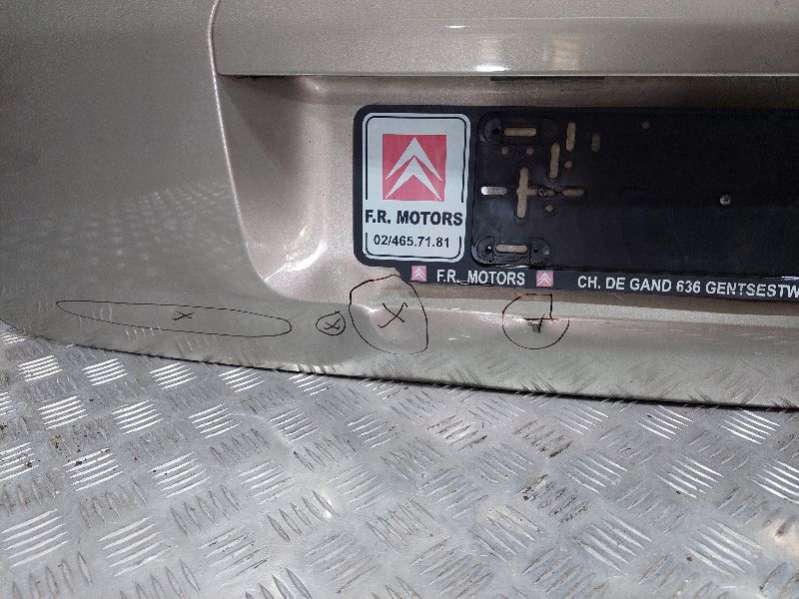 F.R. MOTORS
02/465.71.81
F.R. MOTORS
CH. DE GAND 636 GENTSESTW
X
X
X